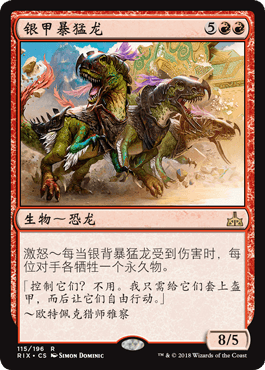 银甲暴猛龙 5
生物～恐龙
激怒～每当银背暴猛龙受到伤害时，每
位对手各牺牲一个永久物。
「控制它们？不用。我只需给它们套上盔
甲，而后让它们自由行动。」
～欧特佩克猎师雅察
8/5
115/196 R
RIX • CS SIMON DOMINIC
™ & © 2018 Wizards of the Coast